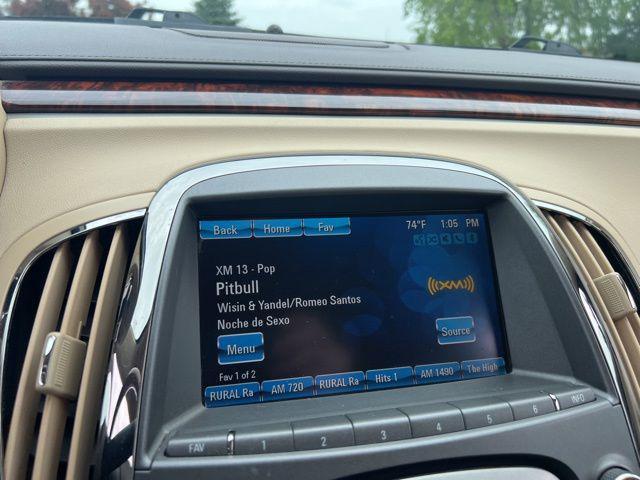 Back Home Fav 74°F 1:05 PM
XM 13 - Pop
Pitbull
Wisin & Yandel/Romeo Santos
Noche de Sexo
((XM))
Menu Source
Fav 1 of 2
RURAL Ra AM 720 RURAL Ra Hits 1 AM 1490 The High
FAV 1 2 3 4 5 6 INFO